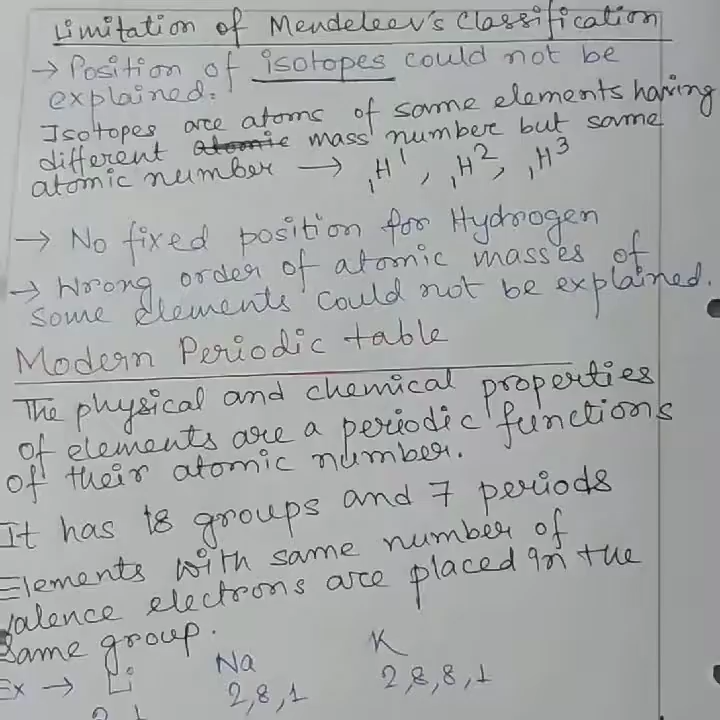 Limitation of Mendeleev's Classification
→ Position of isotopes could not be
explained.
Isotopes are atoms of same elements having
different atomic mass number but same
atomic number → ₁H¹, ₁H², ₁H³
→ No fixed position for Hydrogen
→ Wrong order of atomic masses of
some elements could not be explained.
Modern Periodic table
The physical and chemical properties
of elements are a periodic functions
of their atomic number.
It has 18 groups and 7 periods
Elements with same number of
valence electrons are placed in the
same group.
Ex → Li Na K
2,1 2,8,1 2,8,8,1